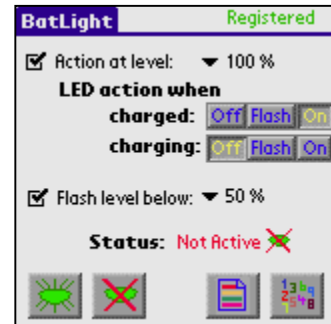 BatLight Registered
Action at level: 100 %
LED action when
charged: Off Flash On
charging: Off Flash On
Flash level below: 50 %
Status: Not Active